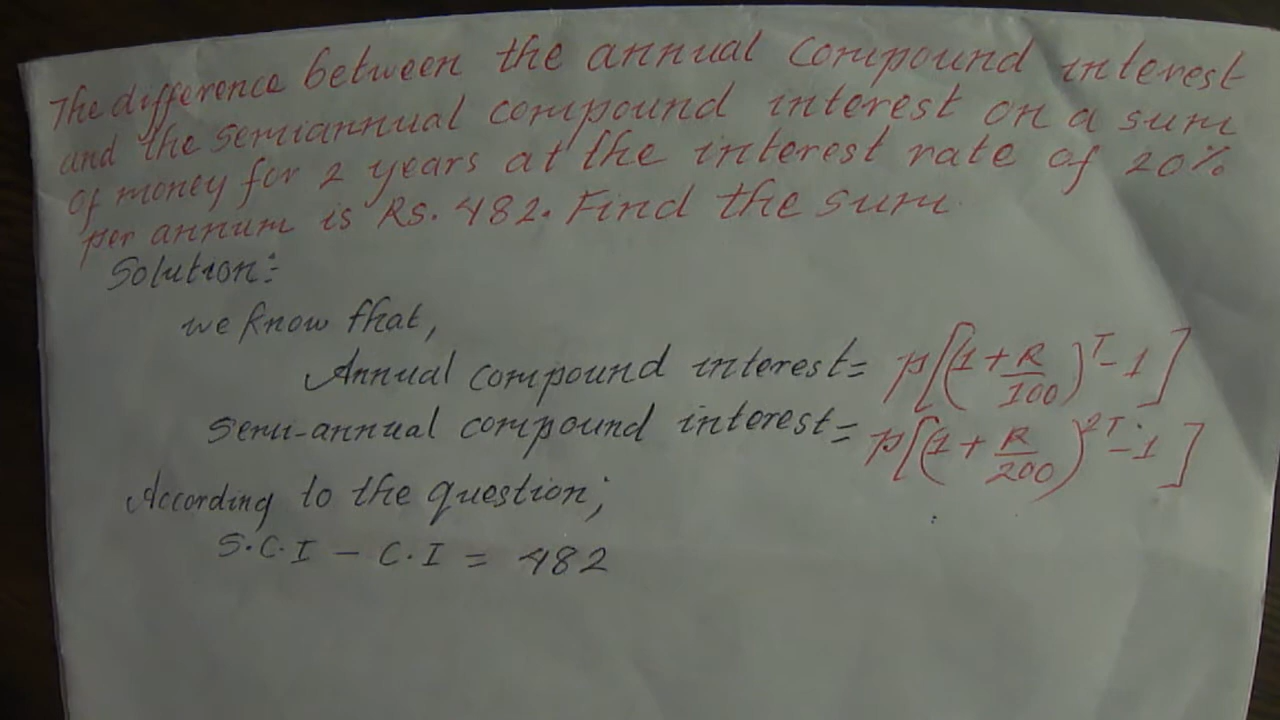 The difference between the annual compound interest
and the semiannual compound interest on a sum
of money for 2 years at the interest rate of 20%
per annum is Rs. 482. Find the sum.
Solution:-
we know that,
Annual compound interest = P[(1 + R/100)^T - 1]
semi-annual compound interest = P[(1 + R/200)^2T - 1]
According to the question;
S.C.I - C.I = 482